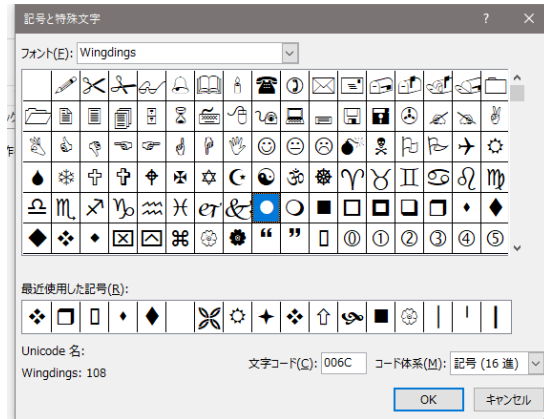 記号と特殊文字 ? ×
フォント(F): Wingdings
最近使用した記号(R):
Unicode 名:
Wingdings: 108
文字コード(C): 006C コード体系(M): 記号 (16 進)
OK キャンセル